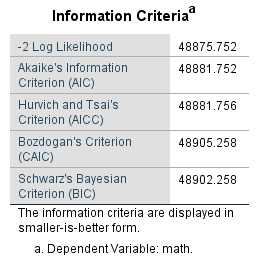 Information Criteriaa
-2 Log Likelihood 48875.752
Akaike's Information 48881.752
Criterion (AIC)
Hurvich and Tsai's 48881.756
Criterion (AICC)
Bozdogan's Criterion 48905.258
(CAIC)
Schwarz's Bayesian 48902.258
Criterion (BIC)
The information criteria are displayed in
smaller-is-better form.
a. Dependent Variable: math.